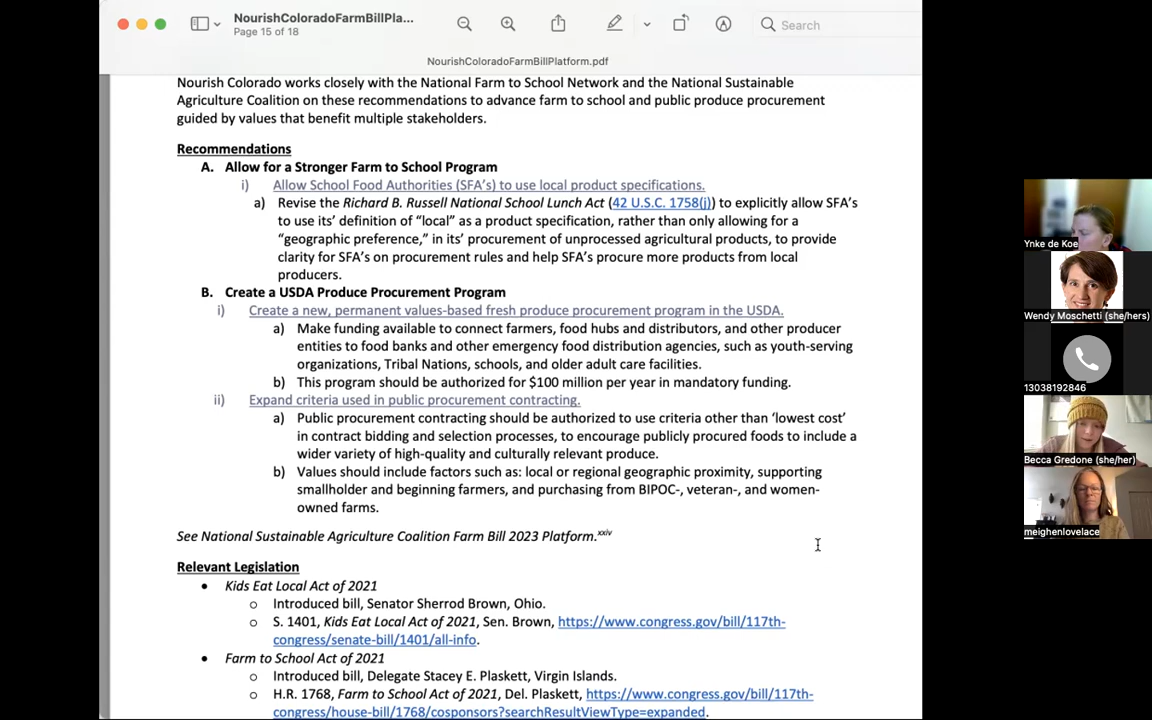 NourishColoradoFarmBillPla...
Page 15 of 18
Search
NourishColoradoFarmBillPlatform.pdf
Nourish Colorado works closely with the National Farm to School Network and the National Sustainable
Agriculture Coalition on these recommendations to advance farm to school and public produce procurement
guided by values that benefit multiple stakeholders.
Recommendations
A. Allow for a Stronger Farm to School Program
i) Allow School Food Authorities (SFA's) to use local product specifications.
a) Revise the Richard B. Russell National School Lunch Act (42 U.S.C. 1758(j)) to explicitly allow SFA's
to use its' definition of "local" as a product specification, rather than only allowing for a
"geographic preference," in its' procurement of unprocessed agricultural products, to provide
clarity for SFA's on procurement rules and help SFA's procure more products from local
producers.
B. Create a USDA Produce Procurement Program
i) Create a new, permanent values-based fresh produce procurement program in the USDA.
a) Make funding available to connect farmers, food hubs and distributors, and other producer
entities to food banks and other emergency food distribution agencies, such as youth-serving
organizations, Tribal Nations, schools, and older adult care facilities.
b) This program should be authorized for $100 million per year in mandatory funding.
ii) Expand criteria used in public procurement contracting.
a) Public procurement contracting should be authorized to use criteria other than 'lowest cost'
in contract bidding and selection processes, to encourage publicly procured foods to include a
wider variety of high-quality and culturally relevant produce.
b) Values should include factors such as: local or regional geographic proximity, supporting
smallholder and beginning farmers, and purchasing from BIPOC-, veteran-, and women-
owned farms.
See National Sustainable Agriculture Coalition Farm Bill 2023 Platform.xxiv
Relevant Legislation
• Kids Eat Local Act of 2021
o Introduced bill, Senator Sherrod Brown, Ohio.
o S. 1401, Kids Eat Local Act of 2021, Sen. Brown, https://www.congress.gov/bill/117th-
congress/senate-bill/1401/all-info.
• Farm to School Act of 2021
o Introduced bill, Delegate Stacey E. Plaskett, Virgin Islands.
o H.R. 1768, Farm to School Act of 2021, Del. Plaskett, https://www.congress.gov/bill/117th-
congress/house-bill/1768/cosponsors?searchResultViewType=expanded.
Ynke de Koe
Wendy Moschetti (she/hers)
13038192846
Becca Gredone (she/her)
meighenlovelace